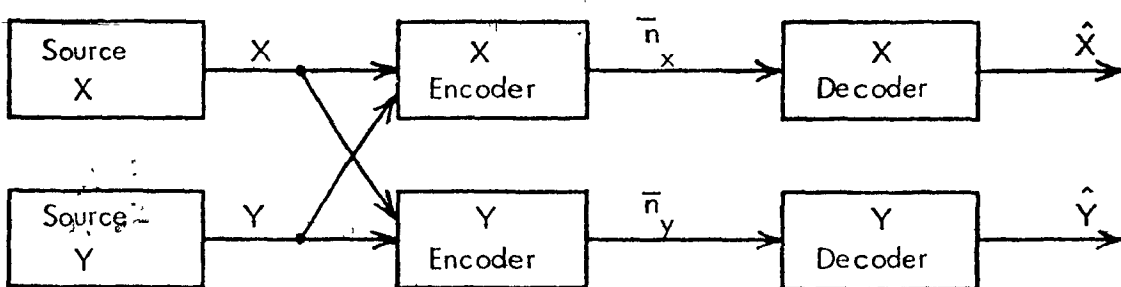 Source
X
X
X
Encoder
n̄x
X
Decoder
X̂
Source
Y
Y
Y
Encoder
n̄y
Y
Decoder
Ŷ